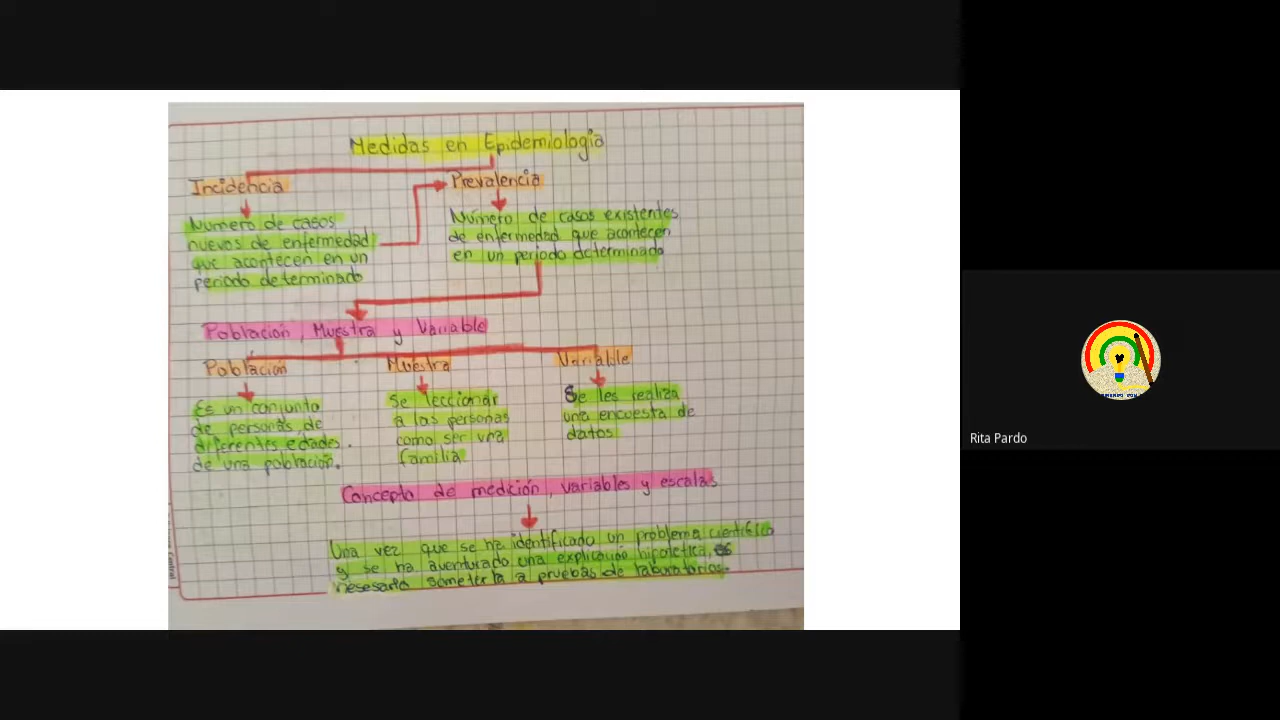 Medidas en Epidemiología
Incidencia
Prevalencia
Numero de casos
nuevos de enfermedad
que acontecen en un
periodo determinado
Número de casos existentes
de enfermedad que acontecen
en un periodo determinado
Población, Muestra y Variable
Población
Muestra
Variable
Es un conjunto
de personas de
diferentes edades.
de una población.
Se leccionar
a las personas
como ser una
familia
Se les realiza
una encuesta de
datos
Concepto de medición, variables y escalas
Una vez que se ha identificado un problema cientifico
y se ha aventurado una explicación hipotetica, es
nesesario someterla a pruebas de laboratorios.
Rita Pardo